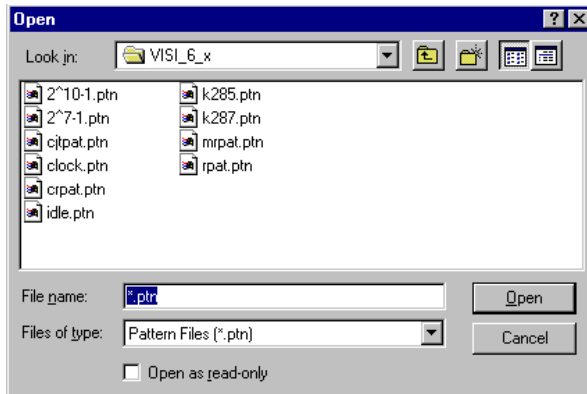 Open
Look in: VISI_6_x
2^10-1.ptn
2^7-1.ptn
cjtpat.ptn
clock.ptn
crpat.ptn
idle.ptn
k285.ptn
k287.ptn
mrpat.ptn
rpat.ptn
File name: *.ptn Open
Files of type: Pattern Files (*.ptn) Cancel
Open as read-only